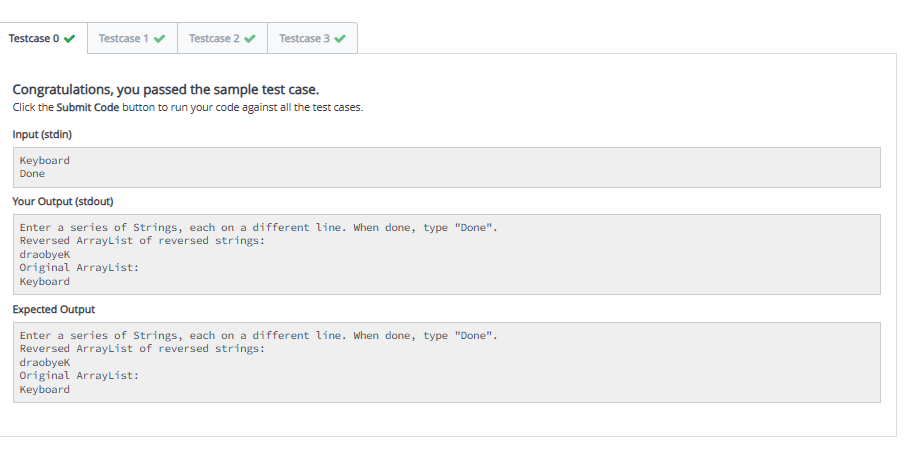 Testcase 0 Testcase 1 Testcase 2 Testcase 3
Congratulations, you passed the sample test case.
Click the Submit Code button to run your code against all the test cases.
Input (stdin)
Keyboard
Done
Your Output (stdout)
Enter a series of Strings, each on a different line. When done, type "Done".
Reversed ArrayList of reversed strings:
draobyeK
Original ArrayList:
Keyboard
Expected Output
Enter a series of Strings, each on a different line. When done, type "Done".
Reversed ArrayList of reversed strings:
draobyeK
Original ArrayList:
Keyboard